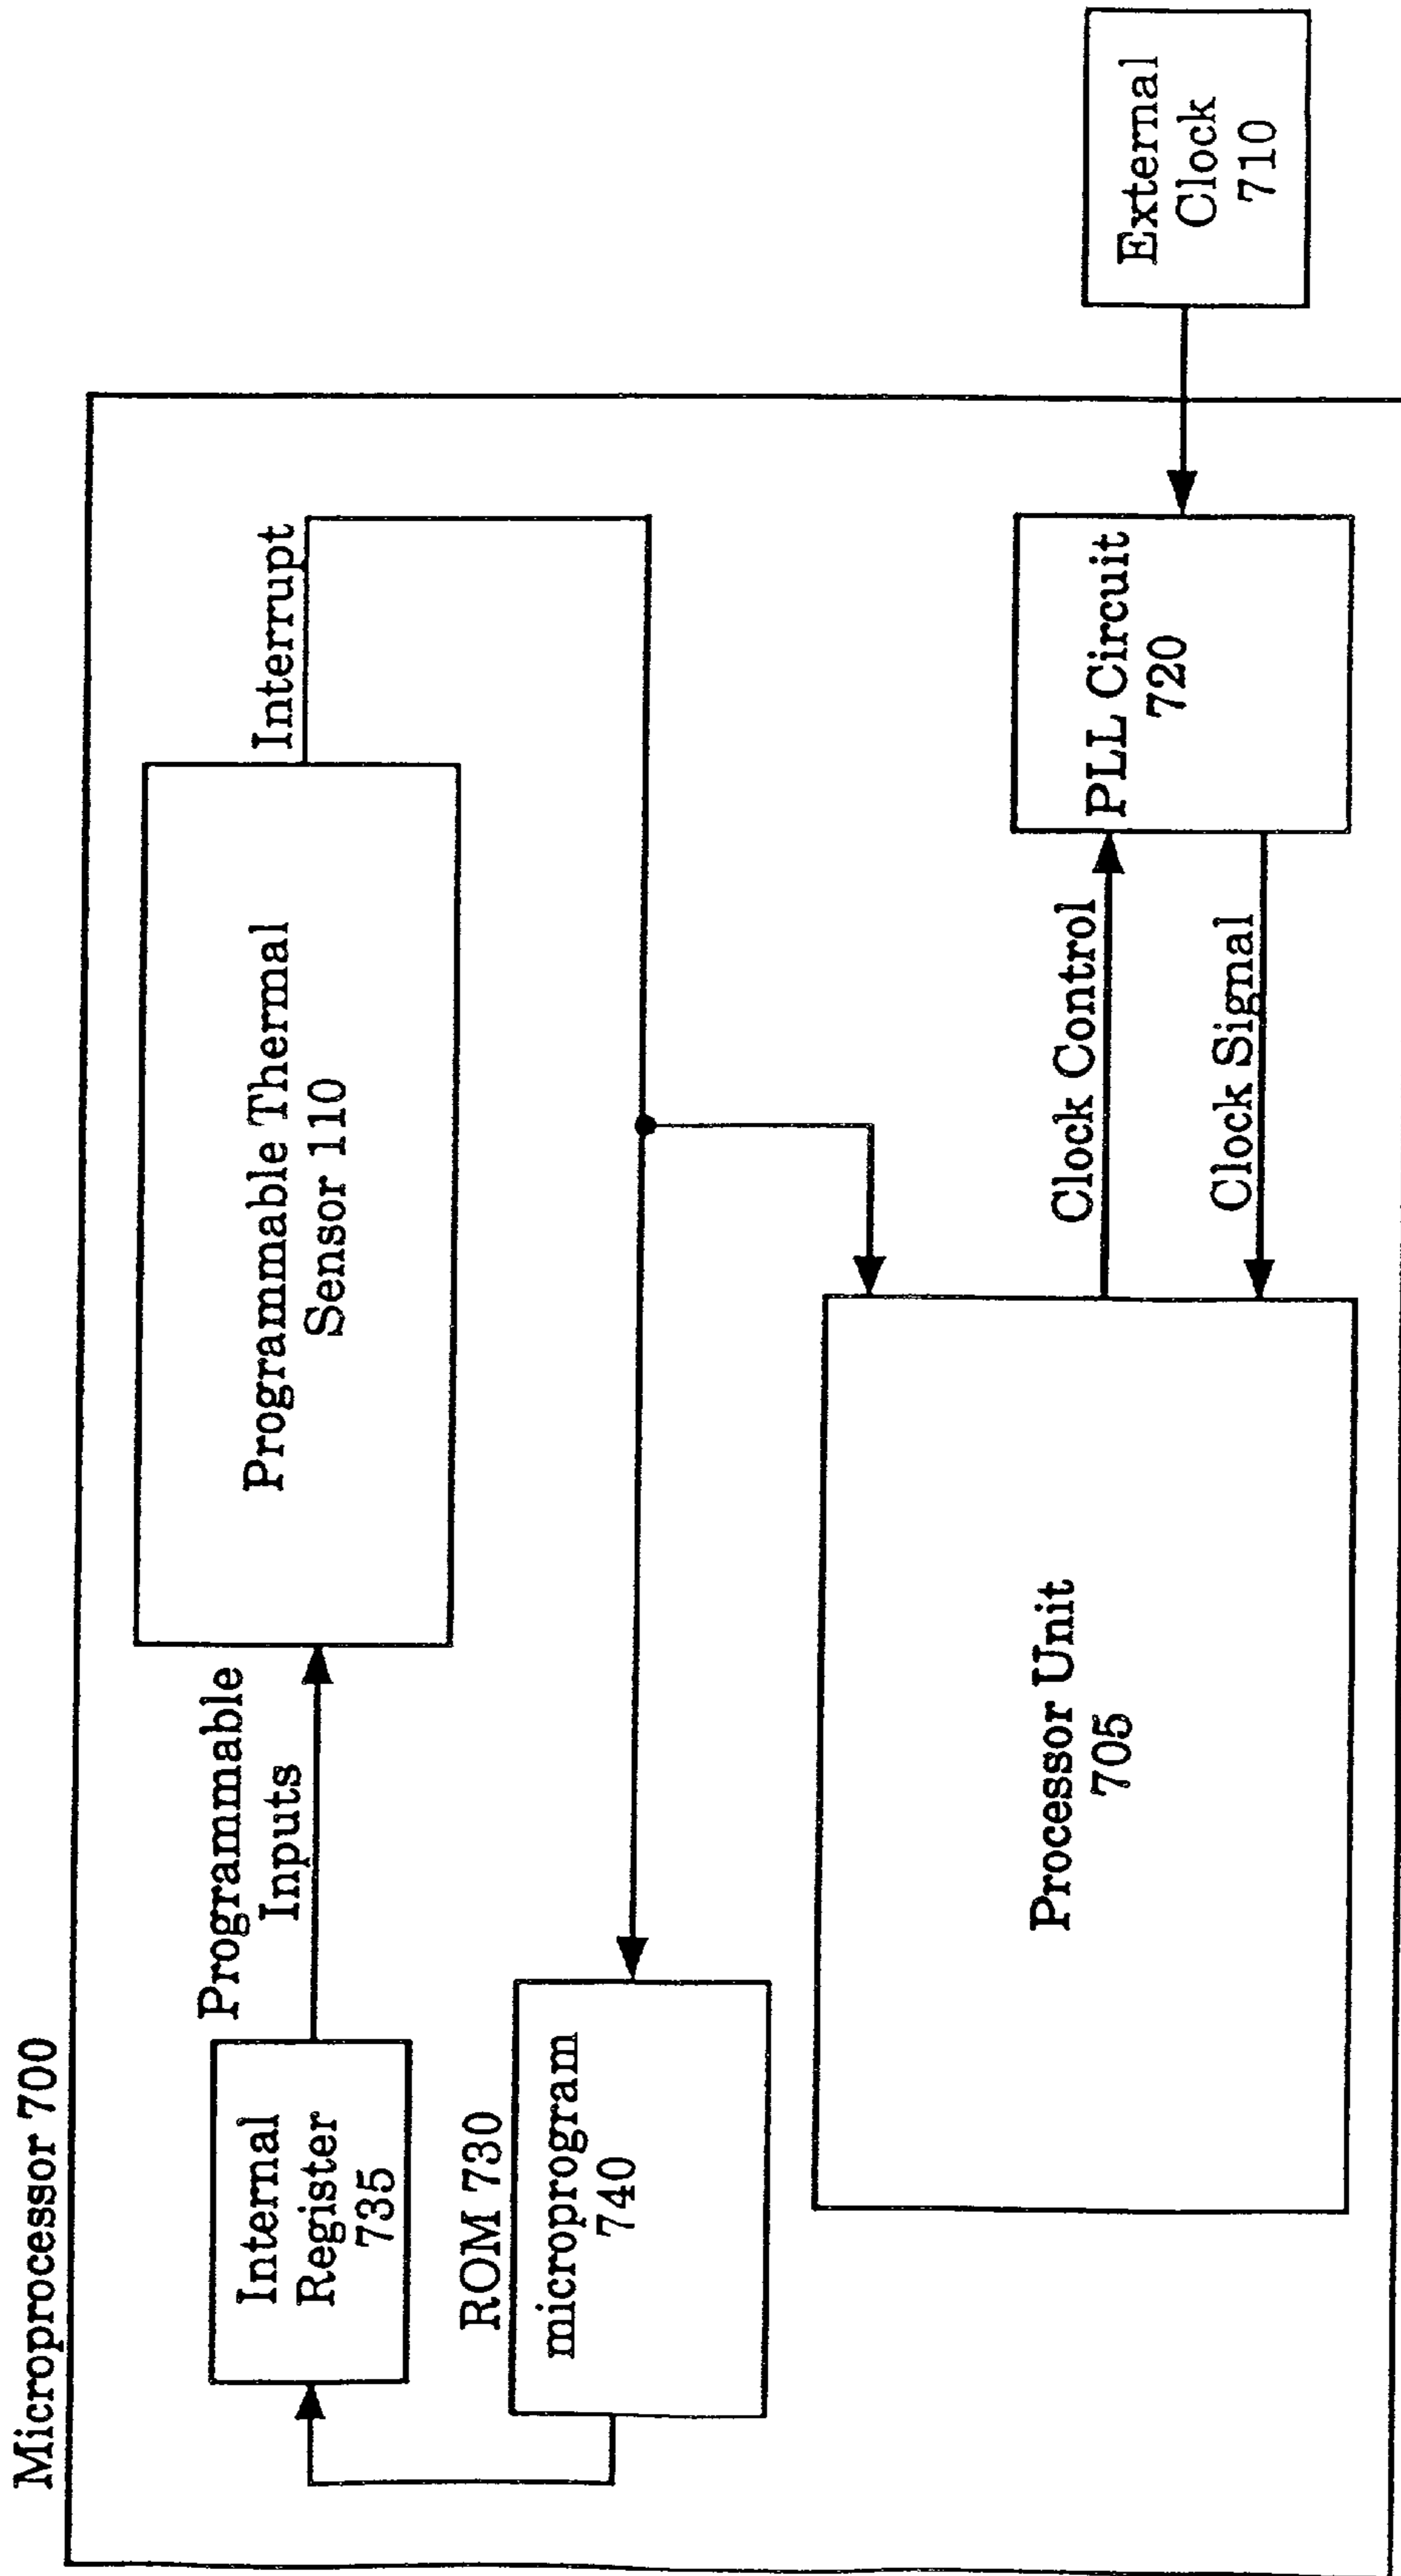 Microprocessor 700
Internal
Register
735
Programmable
Inputs
Programmable Thermal
Sensor 110
Interrupt
ROM 730
microprogram
740
Processor Unit
705
Clock Control
Clock Signal
PLL Circuit
720
External
Clock
710